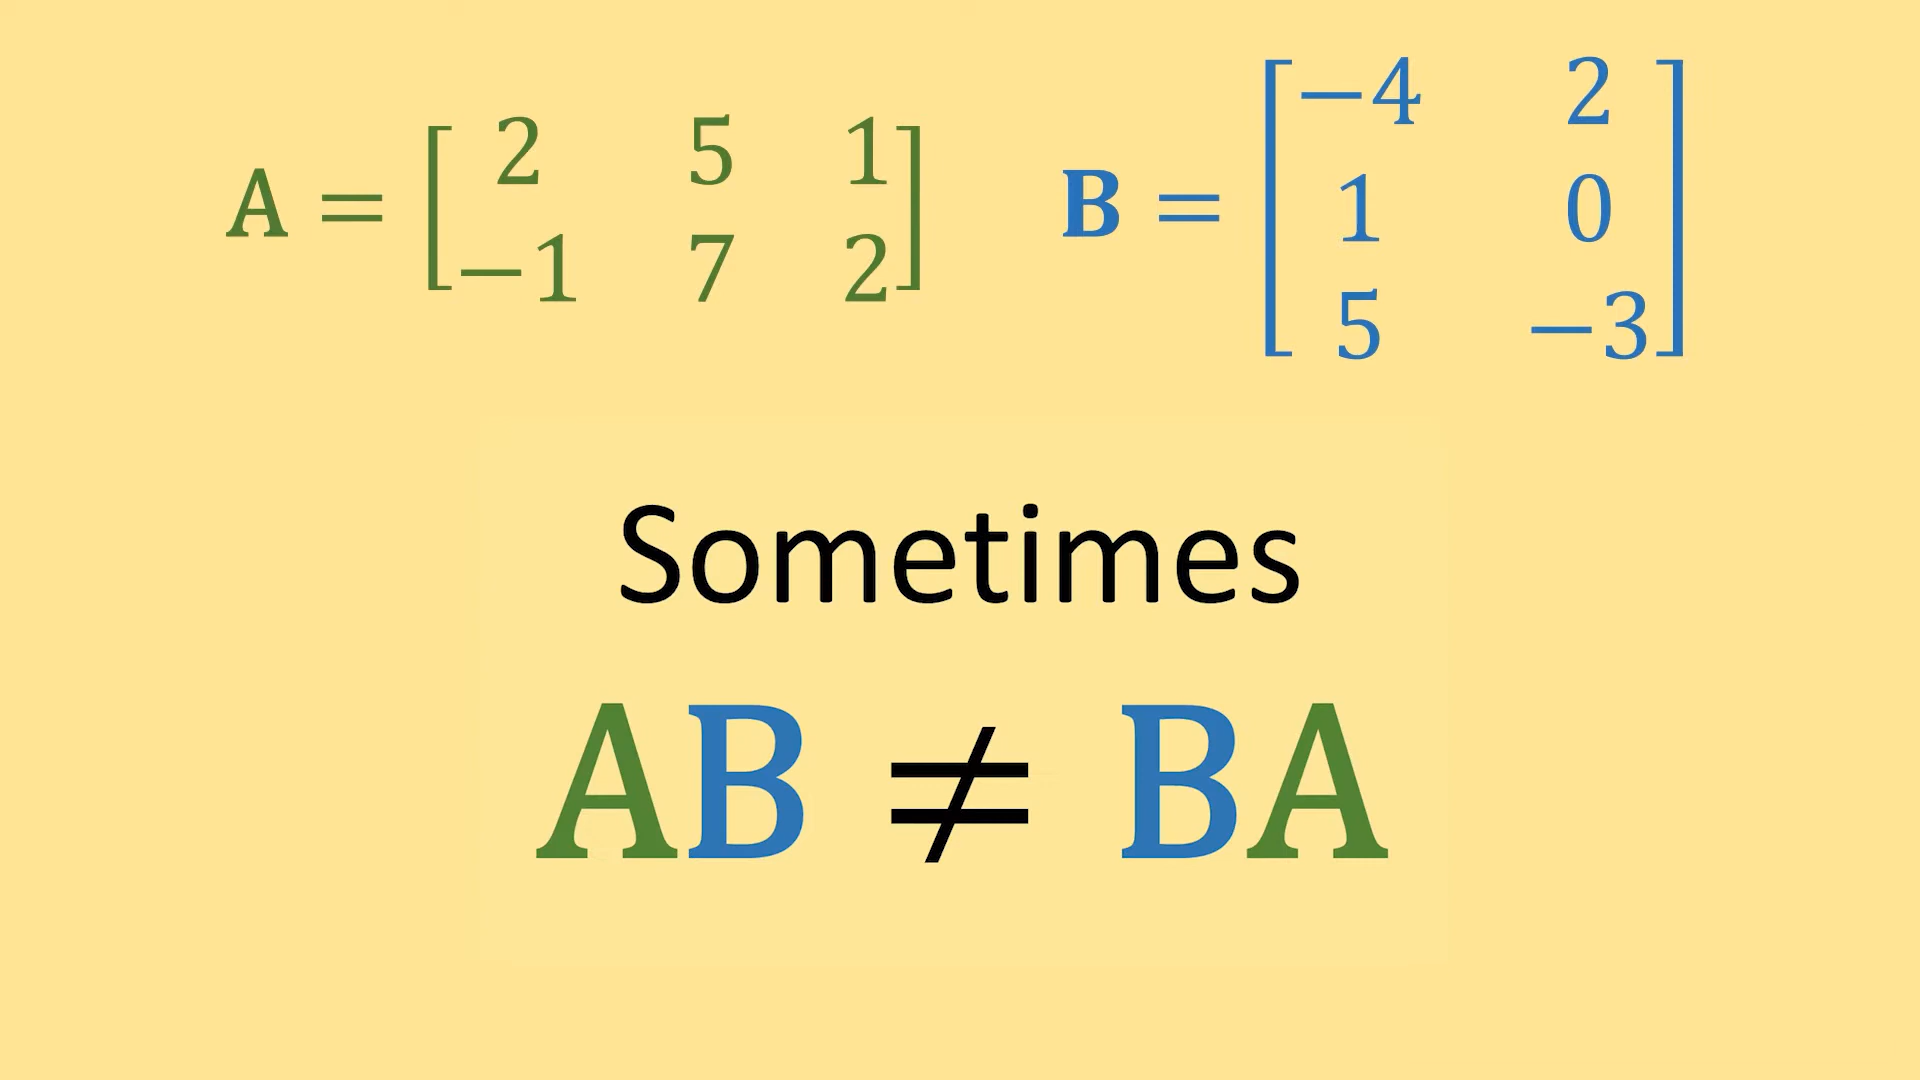 A = [2 5 1
−1 7 2]
B = [−4 2
1 0
5 −3]
Sometimes
AB ≠ BA